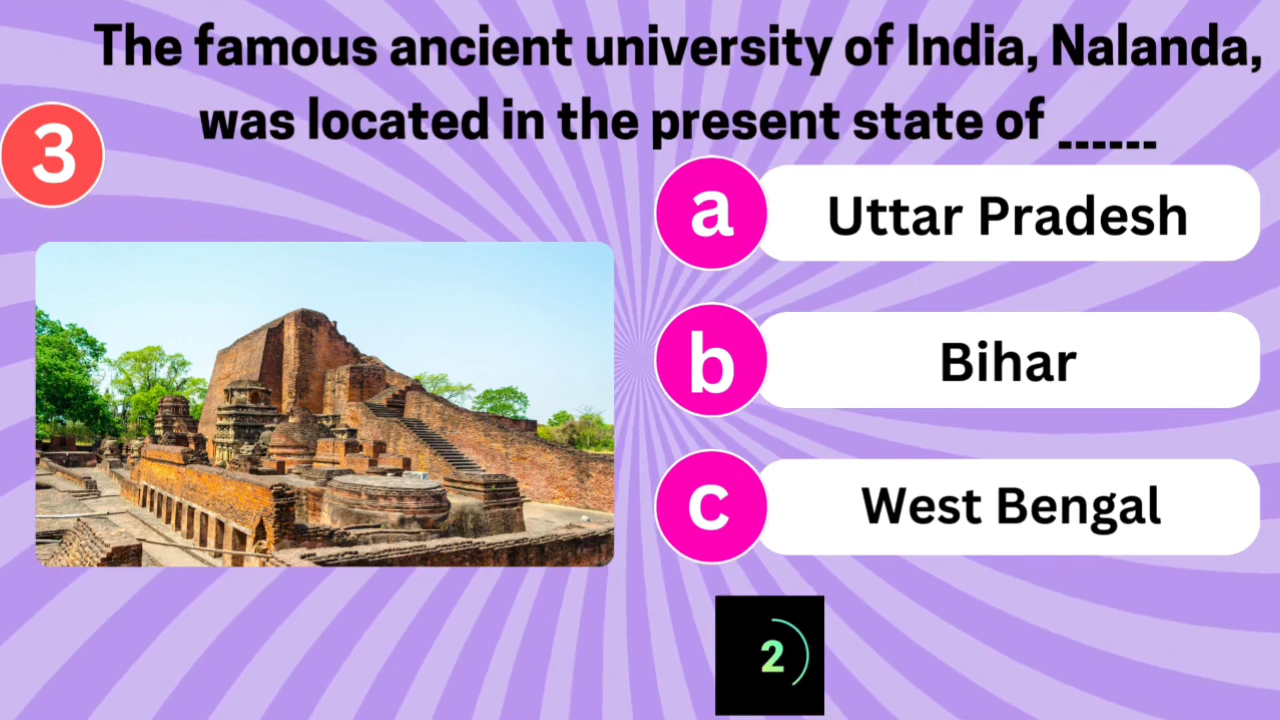 The famous ancient university of India, Nalanda,
was located in the present state of ______
3
a
Uttar Pradesh
b
Bihar
c
West Bengal
2